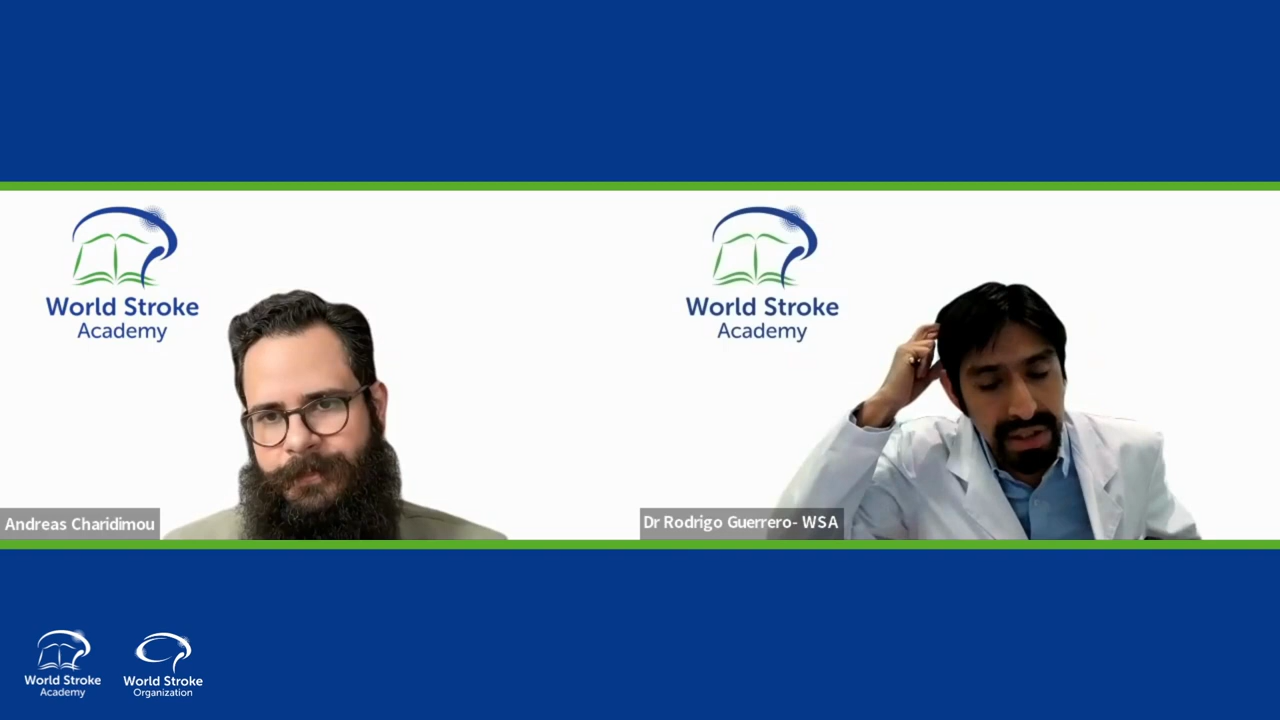 World Stroke
Academy
World Stroke
Academy
Andreas Charidimou
Dr Rodrigo Guerrero- WSA
World Stroke
Academy
World Stroke
Organization